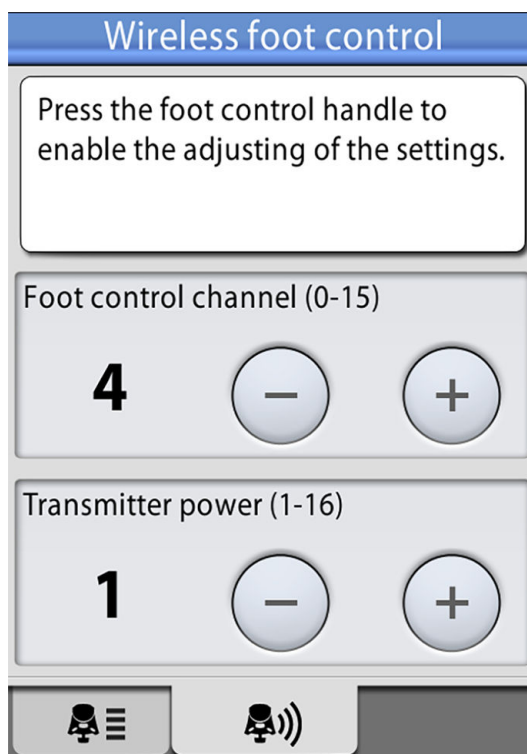 Wireless foot control
Press the foot control handle to
enable the adjusting of the settings.
Foot control channel (0-15)
4
−
+
Transmitter power (1-16)
1
−
+